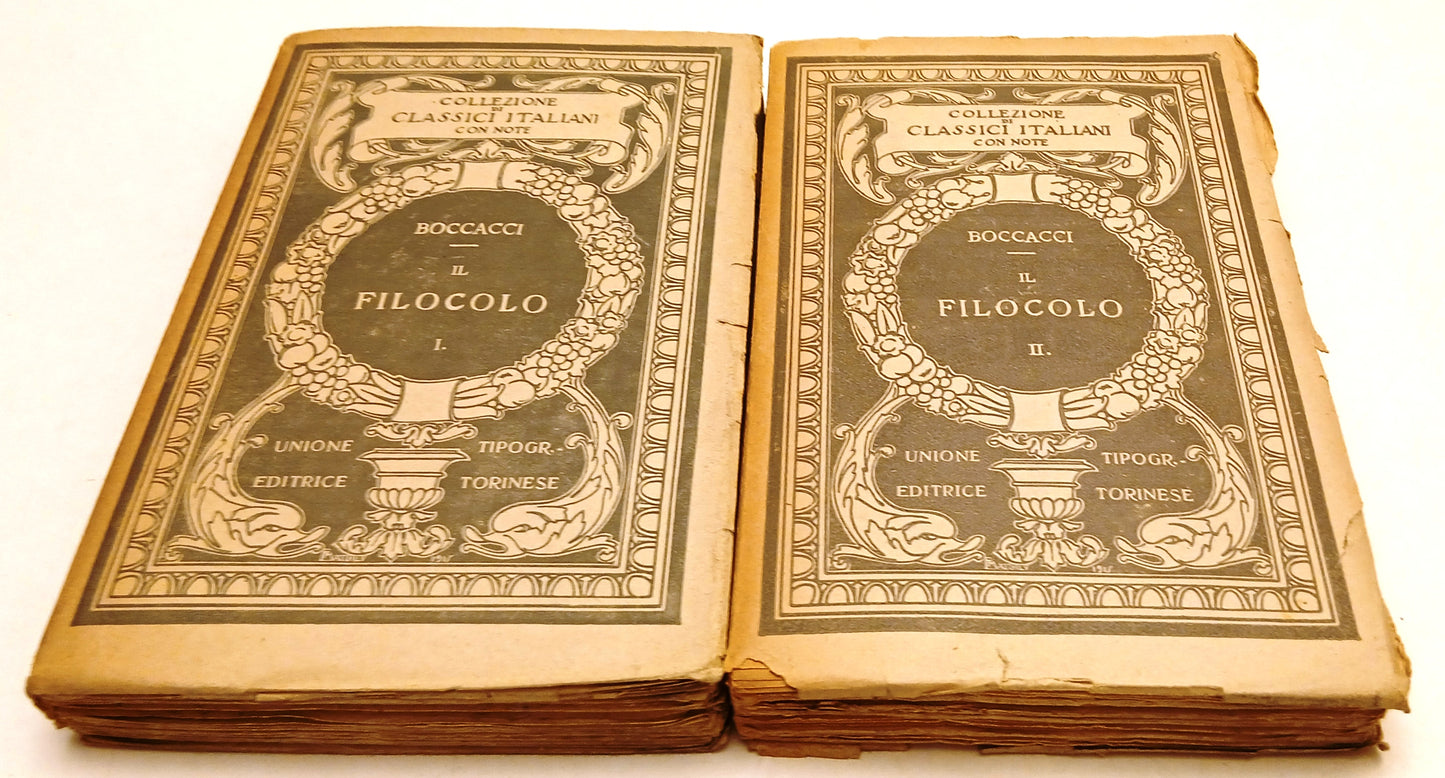 COLLEZIONE
DI
CLASSICI ITALIANI
CON NOTE
BOCCACCI
IL
FILOCOLO
I.
UNIONE TIPOGR.-
EDITRICE TORINESE
COLLEZIONE
DI
CLASSICI ITALIANI
CON NOTE
BOCCACCI
IL
FILOCOLO
II.
UNIONE TIPOGR.-
EDITRICE TORINESE